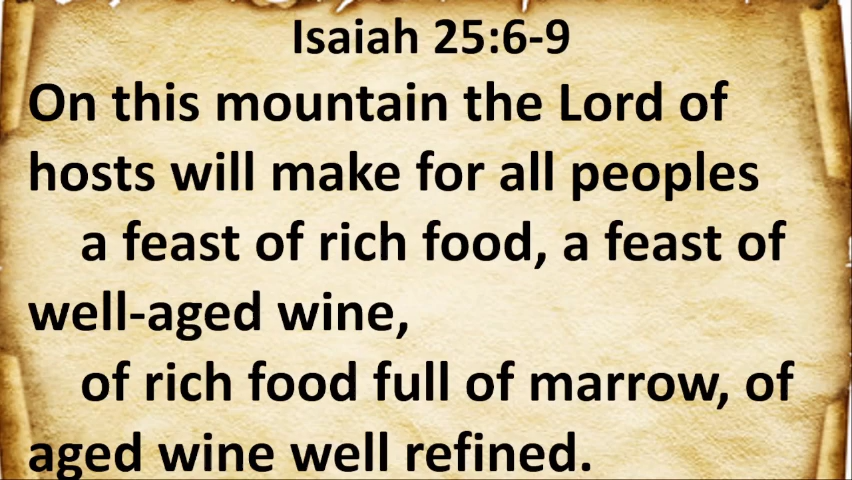 Isaiah 25:6-9
On this mountain the Lord of
hosts will make for all peoples
a feast of rich food, a feast of
well-aged wine,
of rich food full of marrow, of
aged wine well refined.